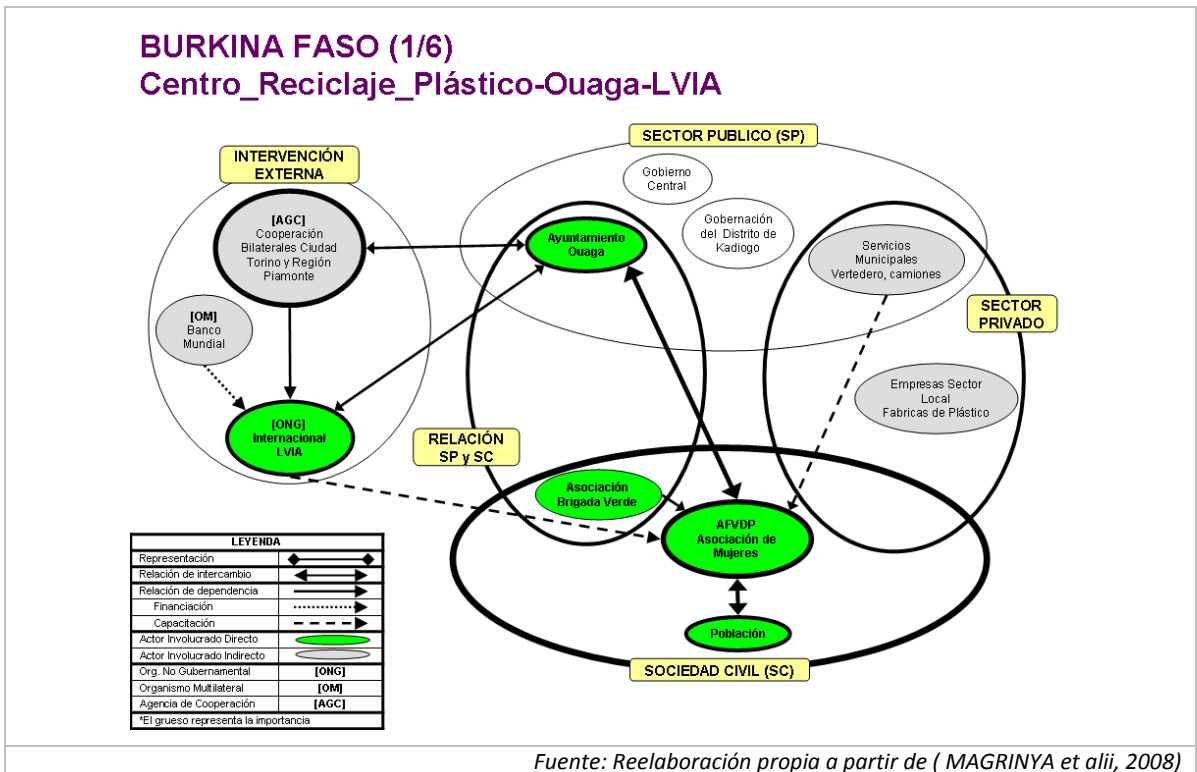 BURKINA FASO (1/6)
Centro_Reciclaje_Plástico-Ouaga-LVIA
SECTOR PUBLICO (SP)
INTERVENCIÓN
EXTERNA
Gobierno
Central
[AGC]
Cooperación
Bilaterales Ciudad
Torino y Región
Piamonte
Ayuntamiento
Ouaga
Gobernación
del Distrito de
Kadiogo
Servicios
Municipales
Vertedero, camiones
SECTOR
PRIVADO
[OM]
Banco
Mundial
Empresas Sector
Local
Fabricas de Plástico
[ONG]
Internacional
LVIA
RELACIÓN
SP y SC
Asociación
Brigada Verde
AFVDP
Asociación de
Mujeres
Población
SOCIEDAD CIVIL (SC)
LEYENDA
Representación
Relación de intercambio
Relación de dependencia
Financiación
Capacitación
Actor Involucrado Directo
Actor Involucrado Indirecto
Org. No Gubernamental [ONG]
Organismo Multilateral [OM]
Agencia de Cooperación [AGC]
*El grueso representa la importancia
Fuente: Reelaboración propia a partir de ( MAGRINYA et alii, 2008)